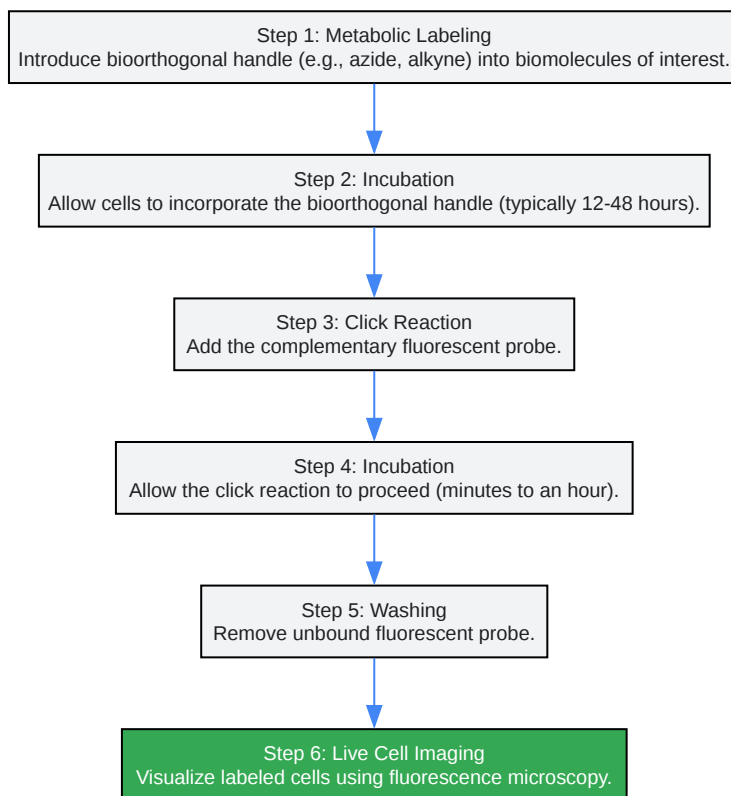 Step 1: Metabolic Labeling
Introduce bioorthogonal handle (e.g., azide, alkyne) into biomolecules of interest.
Step 2: Incubation
Allow cells to incorporate the bioorthogonal handle (typically 12-48 hours).
Step 3: Click Reaction
Add the complementary fluorescent probe.
Step 4: Incubation
Allow the click reaction to proceed (minutes to an hour).
Step 5: Washing
Remove unbound fluorescent probe.
Step 6: Live Cell Imaging
Visualize labeled cells using fluorescence microscopy.